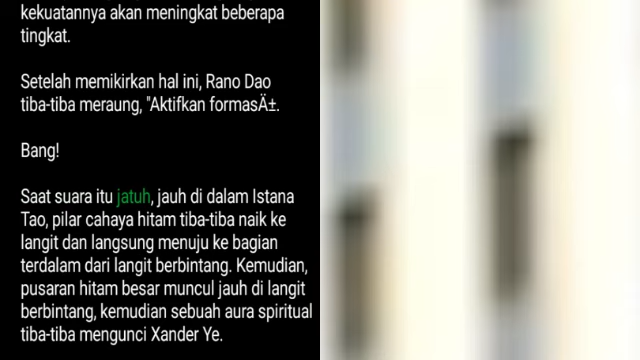 kekuatannya akan meningkat beberapa
tingkat.
Setelah memikirkan hal ini, Rano Dao
tiba-tiba meraung, "Aktifkan formasÄ±.
Bang!
Saat suara itu jatuh, jauh di dalam Istana
Tao, pilar cahaya hitam tiba-tiba naik ke
langit dan langsung menuju ke bagian
terdalam dari langit berbintang. Kemudian,
pusaran hitam besar muncul jauh di langit
berbintang, kemudian sebuah aura spiritual
tiba-tiba mengunci Xander Ye.